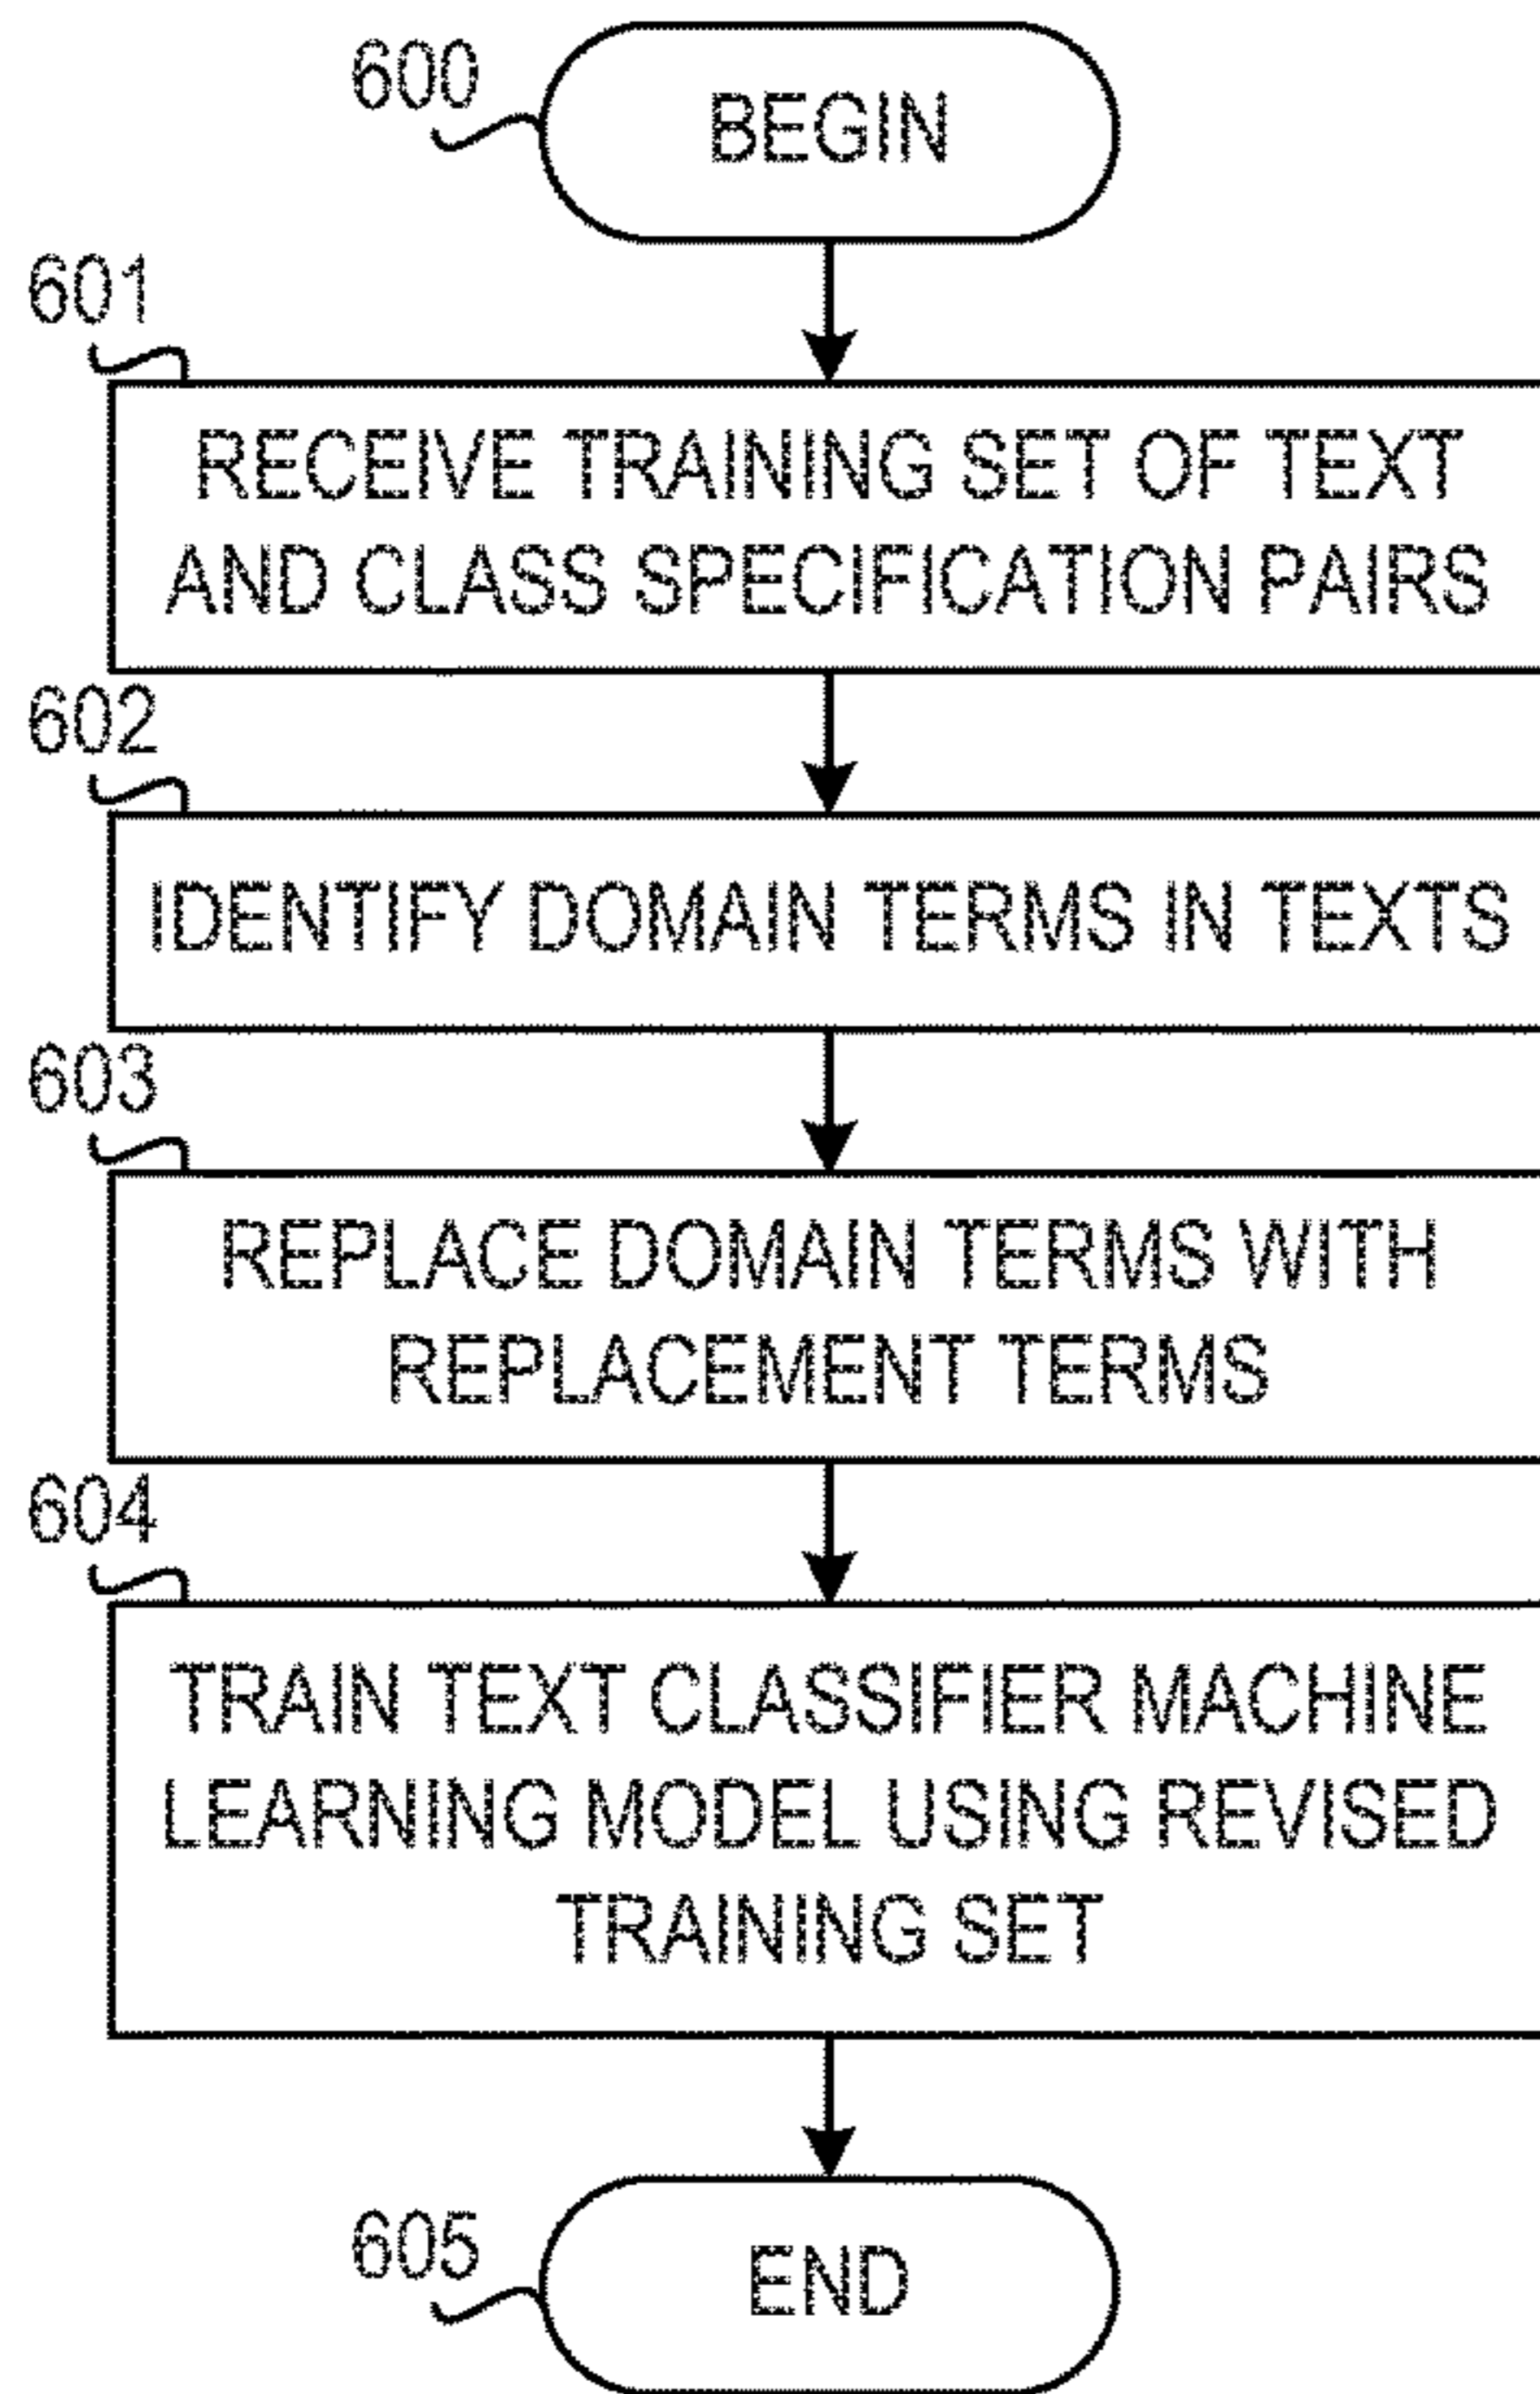 600
BEGIN
601
RECEIVE TRAINING SET OF TEXT
AND CLASS SPECIFICATION PAIRS
602
IDENTIFY DOMAIN TERMS IN TEXTS
603
REPLACE DOMAIN TERMS WITH
REPLACEMENT TERMS
604
TRAIN TEXT CLASSIFIER MACHINE
LEARNING MODEL USING REVISED
TRAINING SET
605
END